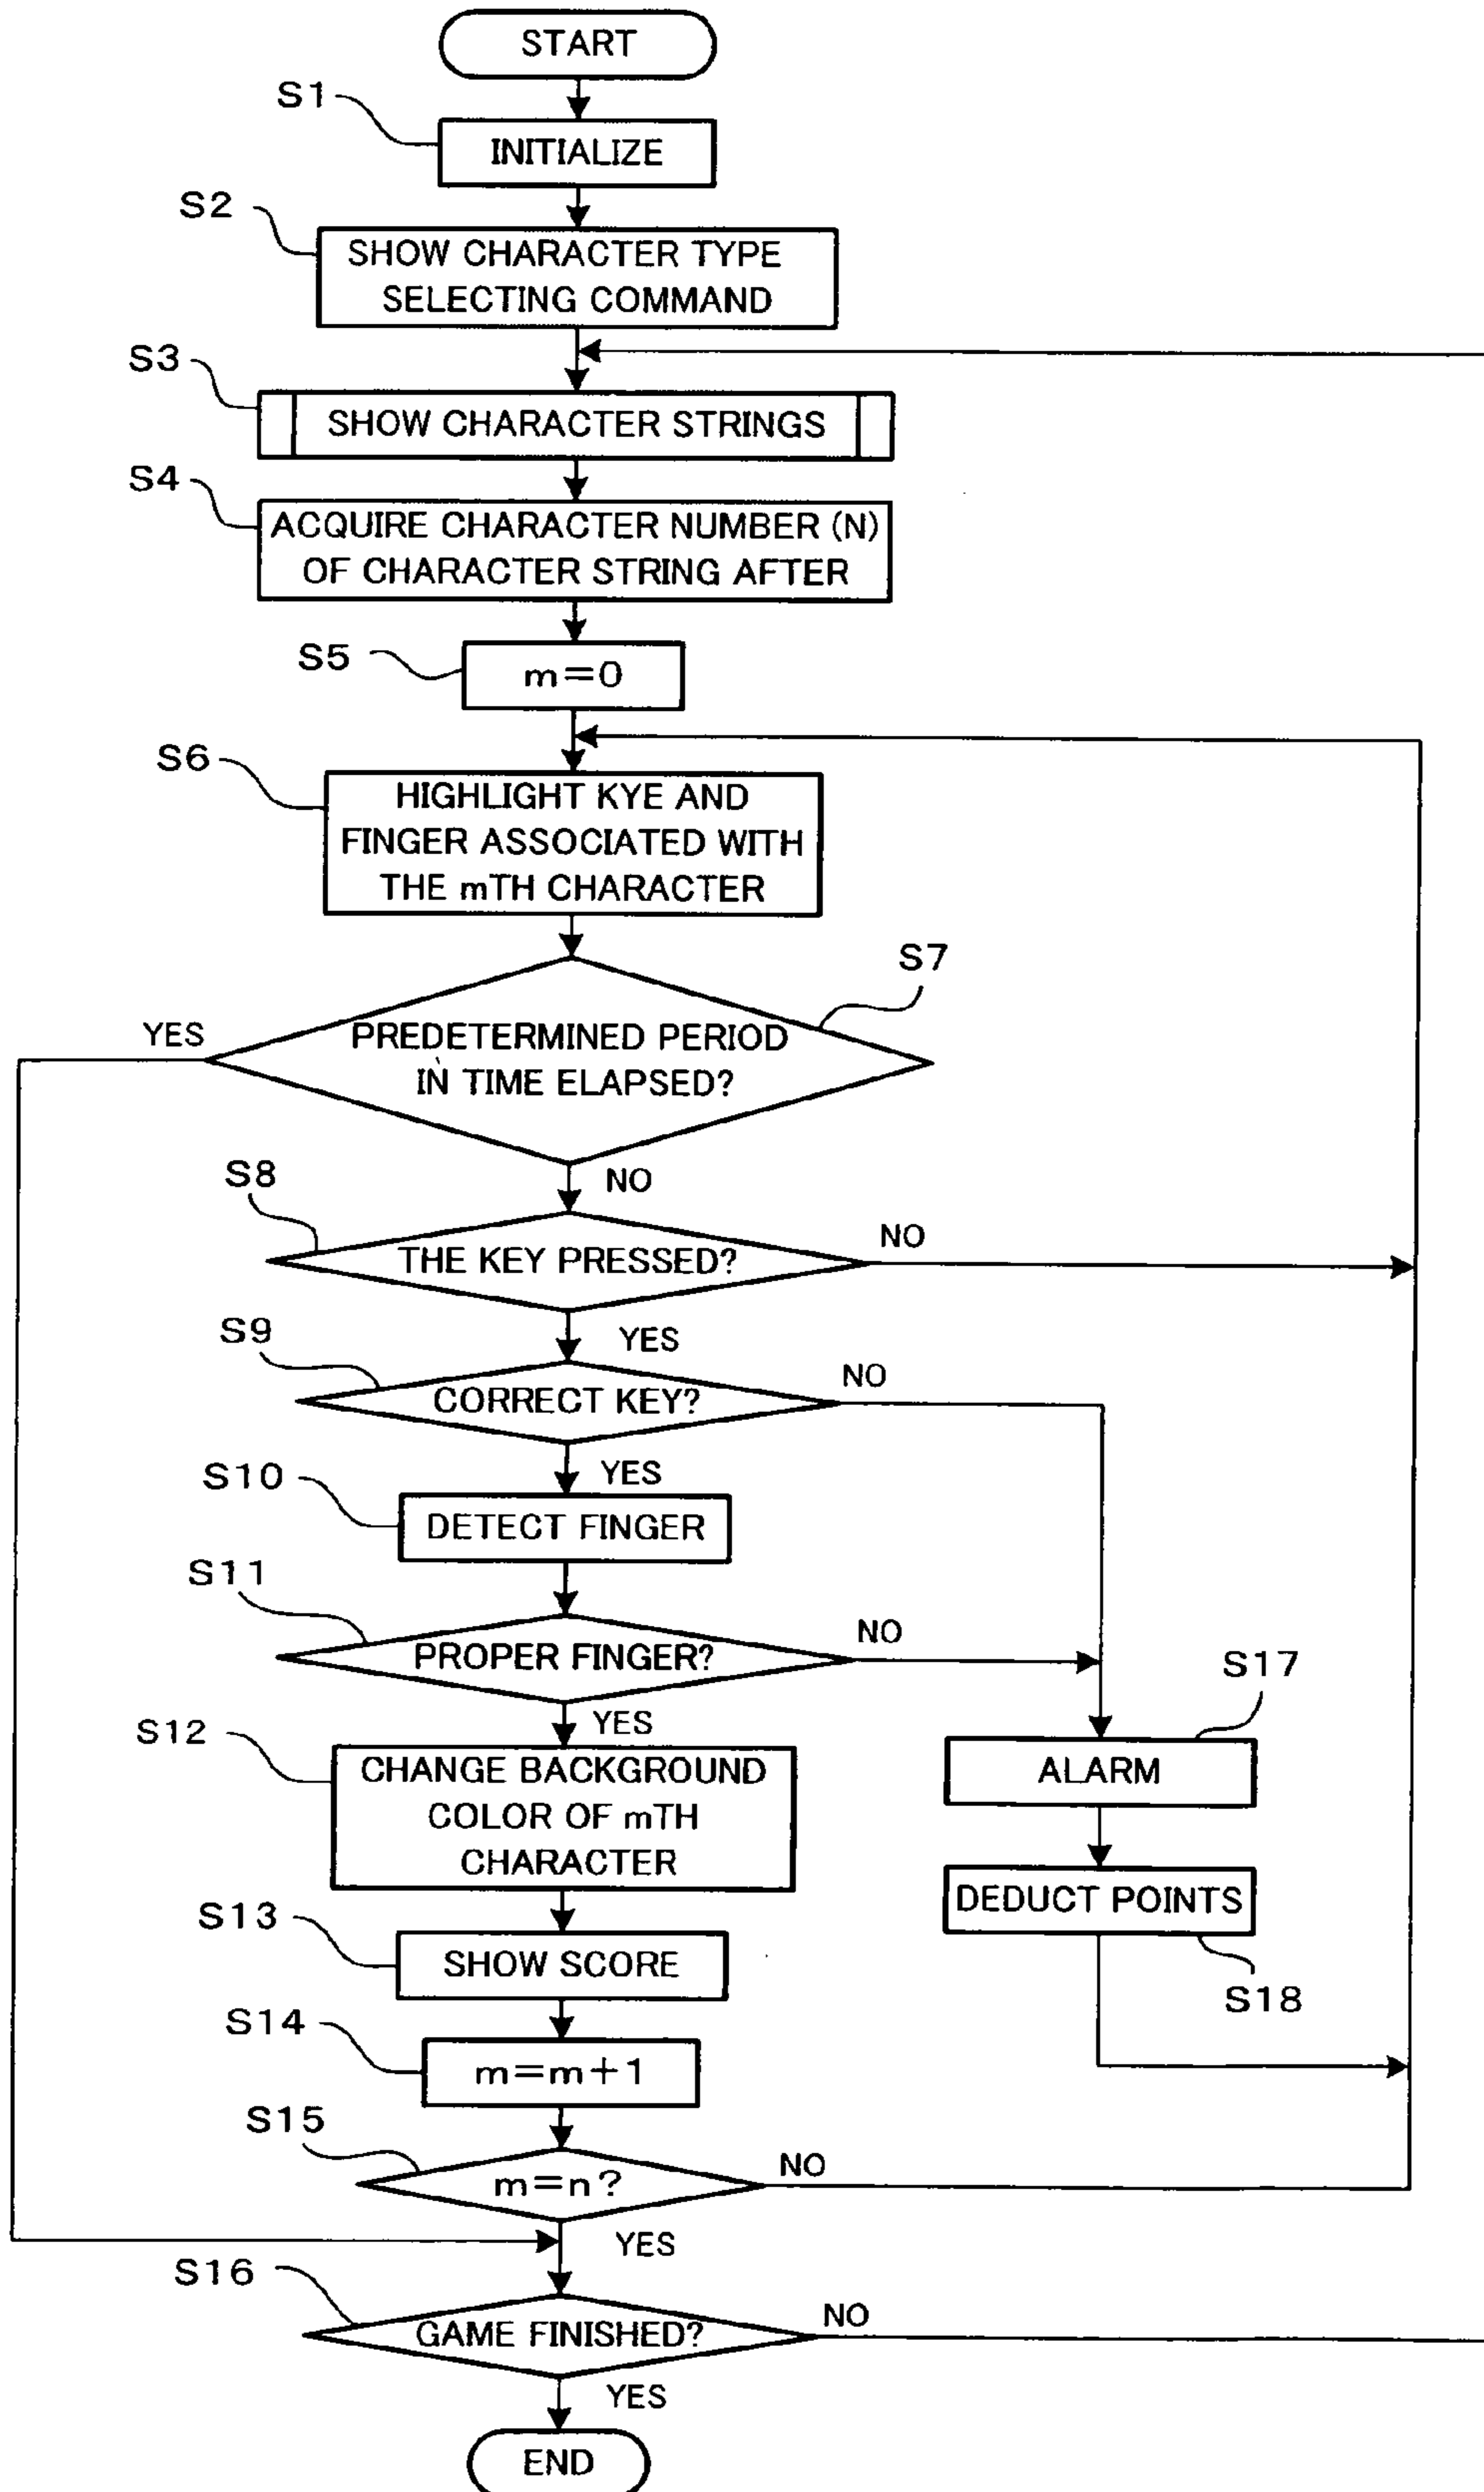 START
S1
INITIALIZE
S2
SHOW CHARACTER TYPE
SELECTING COMMAND
S3
SHOW CHARACTER STRINGS
S4
ACQUIRE CHARACTER NUMBER (N)
OF CHARACTER STRING AFTER
S5
m=0
S6
HIGHLIGHT KYE AND
FINGER ASSOCIATED WITH
THE mTH CHARACTER
S7
YES
PREDETERMINED PERIOD
IN TIME ELAPSED?
NO
S8
THE KEY PRESSED?
NO
YES
S9
CORRECT KEY?
NO
YES
S10
DETECT FINGER
S11
PROPER FINGER?
NO
YES
S17
ALARM
S12
CHANGE BACKGROUND
COLOR OF mTH
CHARACTER
DEDUCT POINTS
S18
S13
SHOW SCORE
S14
m=m+1
S15
m=n?
NO
YES
S16
GAME FINISHED?
NO
YES
END